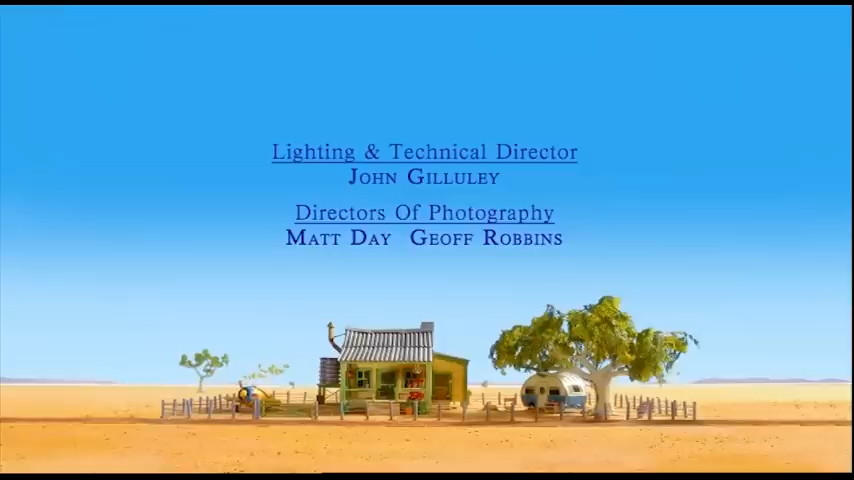 Lighting & Technical Director
John Gilluley
Directors Of Photography
Matt Day Geoff Robbins